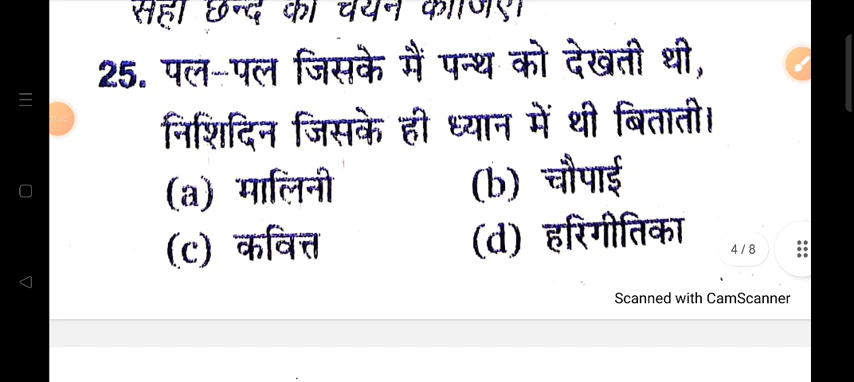 सही छन्द का चयन कीजिए।
25. पल-पल जिसके मैं पन्थ को देखती थी,
निशिदिन जिसके ही ध्यान में थी बिताती।
(a) मालिनी (b) चौपाई
(c) कवित्त (d) हरिगीतिका
4 / 8
Scanned with CamScanner